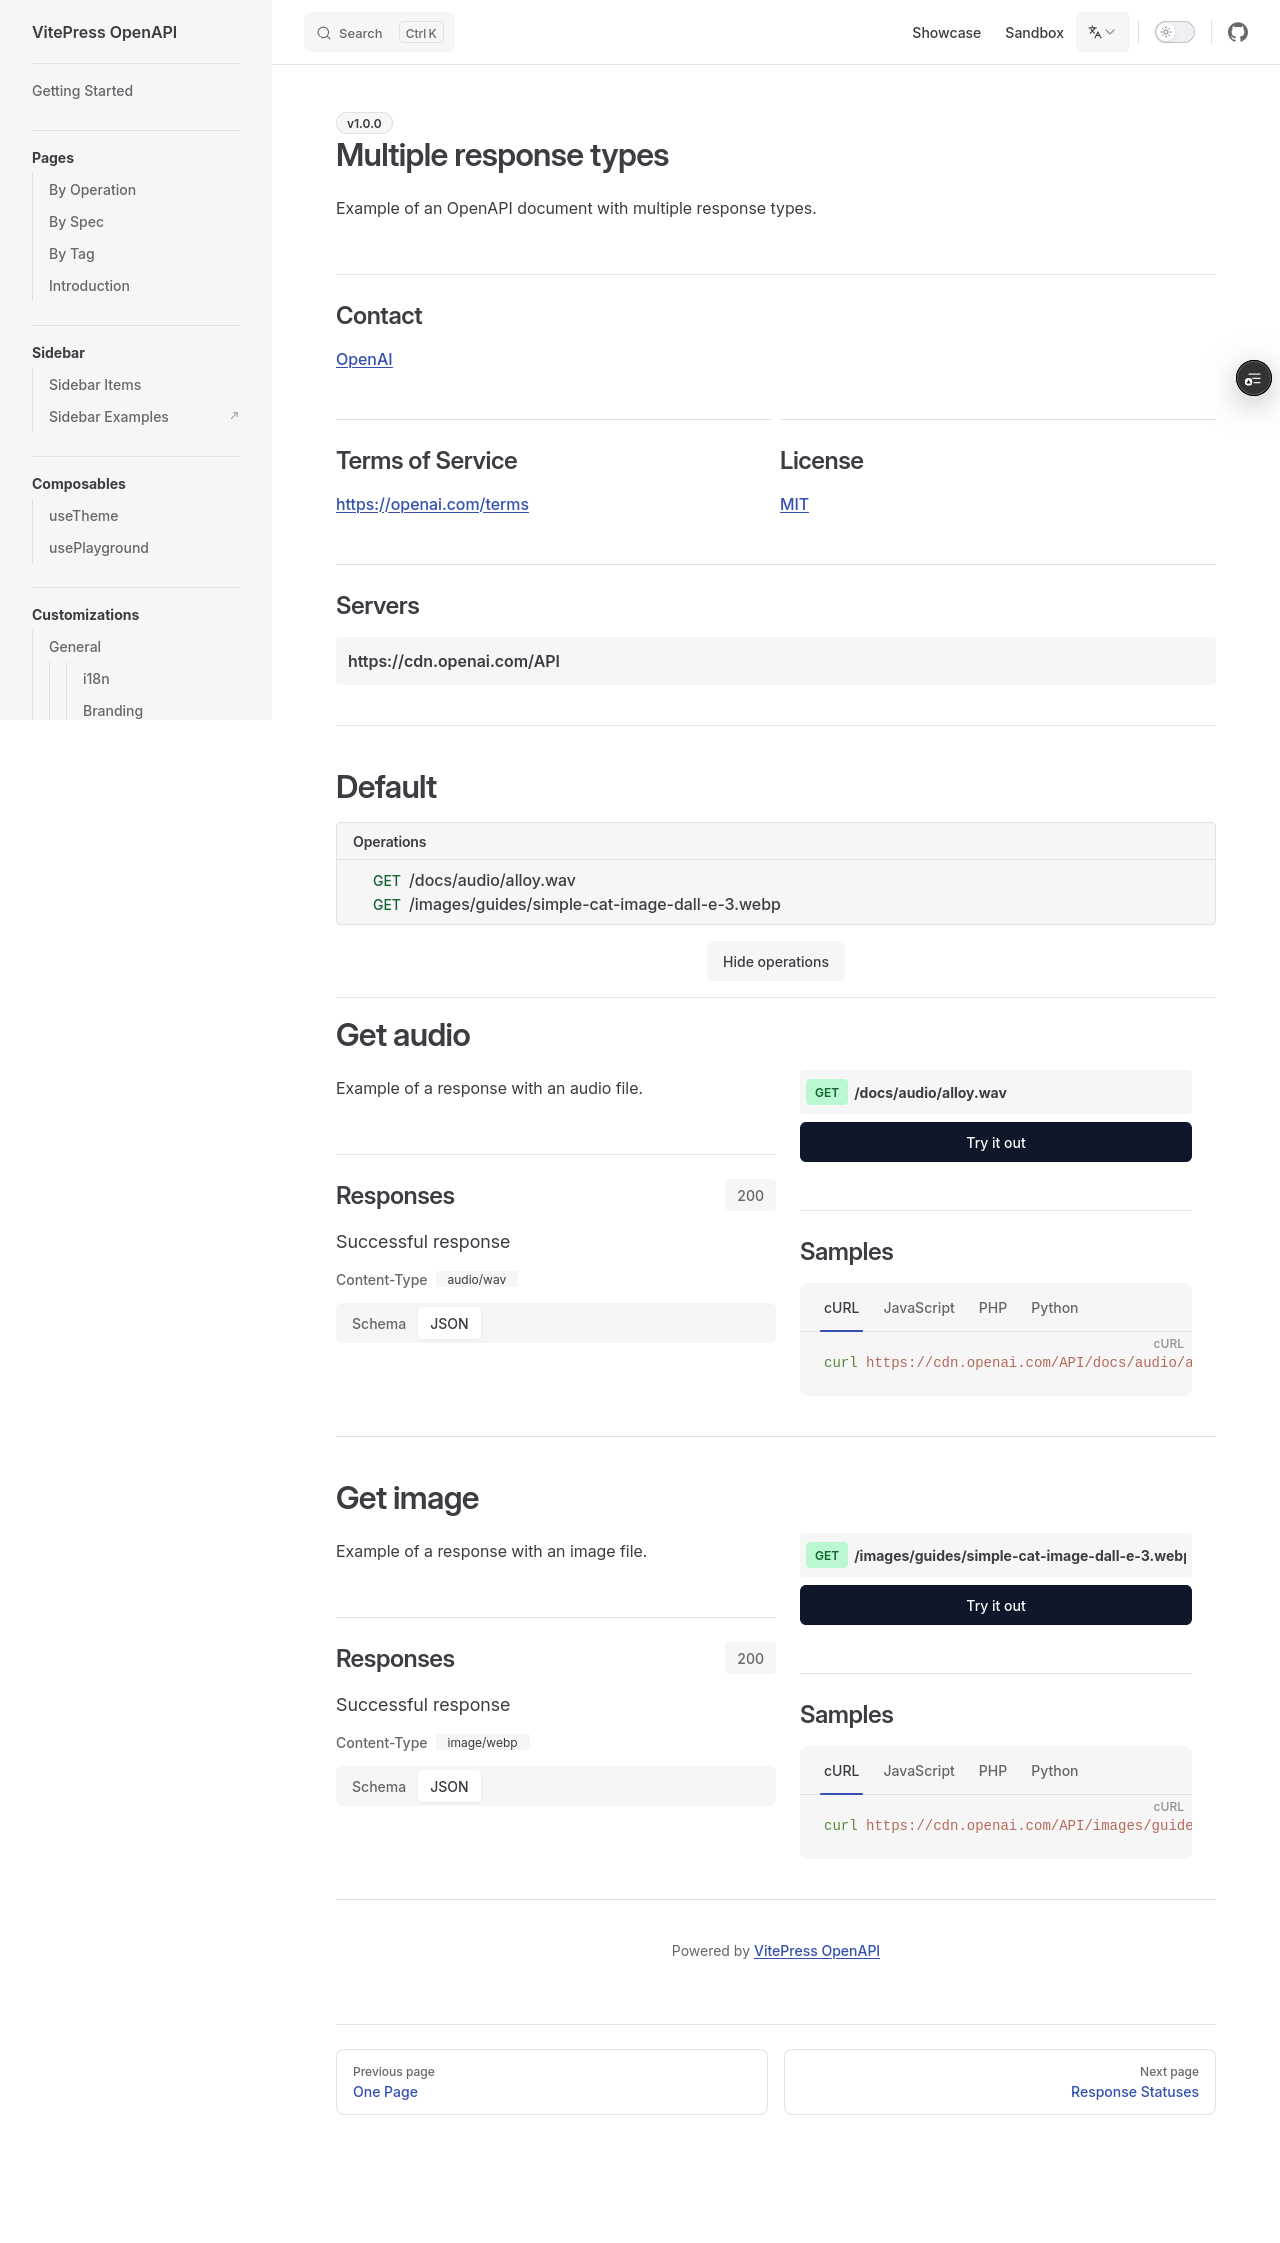 VitePress OpenAPI
Search
Ctrl K
Showcase
Sandbox
Getting Started
Pages
By Operation
By Spec
By Tag
Introduction
Sidebar
Sidebar Items
Sidebar Examples
Composables
useTheme
usePlayground
Customizations
General
i18n
Branding
v1.0.0
Multiple response types
Example of an OpenAPI document with multiple response types.
Contact
OpenAI
Terms of Service
https://openai.com/terms
License
MIT
Servers
https://cdn.openai.com/API
Default
Operations
GET /docs/audio/alloy.wav
GET /images/guides/simple-cat-image-dall-e-3.webp
Hide operations
Get audio
Example of a response with an audio file.
Responses
200
Successful response
Content-Type audio/wav
Schema JSON
GET /docs/audio/alloy.wav
Try it out
Samples
cURL JavaScript PHP Python
cURL
curl https://cdn.openai.com/API/docs/audio/a
Get image
Example of a response with an image file.
Responses
200
Successful response
Content-Type image/webp
Schema JSON
GET /images/guides/simple-cat-image-dall-e-3.webp
Try it out
Samples
cURL JavaScript PHP Python
cURL
curl https://cdn.openai.com/API/images/guide
Powered by VitePress OpenAPI
Previous page
One Page
Next page
Response Statuses